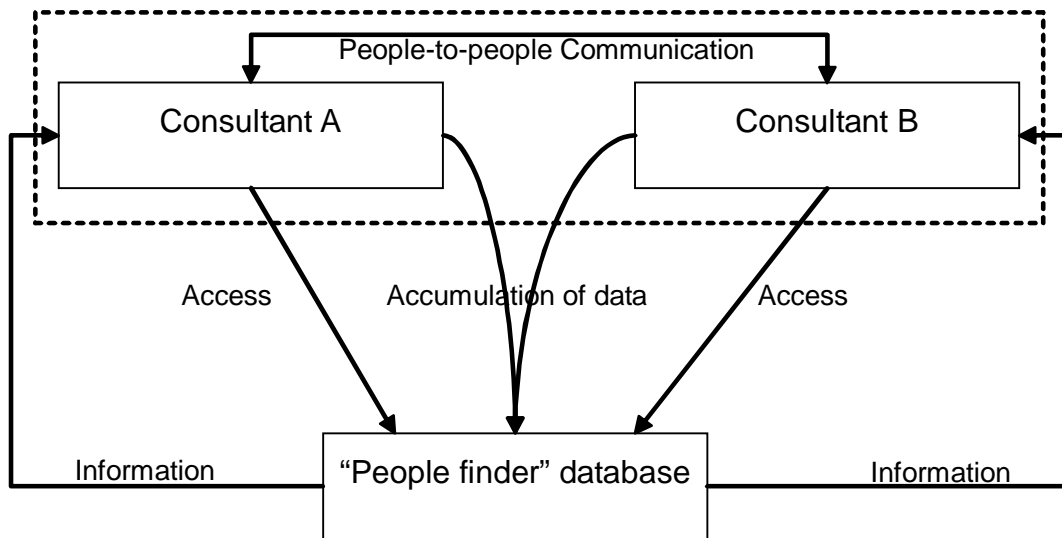 People-to-people Communication
Consultant A
Consultant B
Access
Accumulation of data
Access
“People finder” database
Information
Information